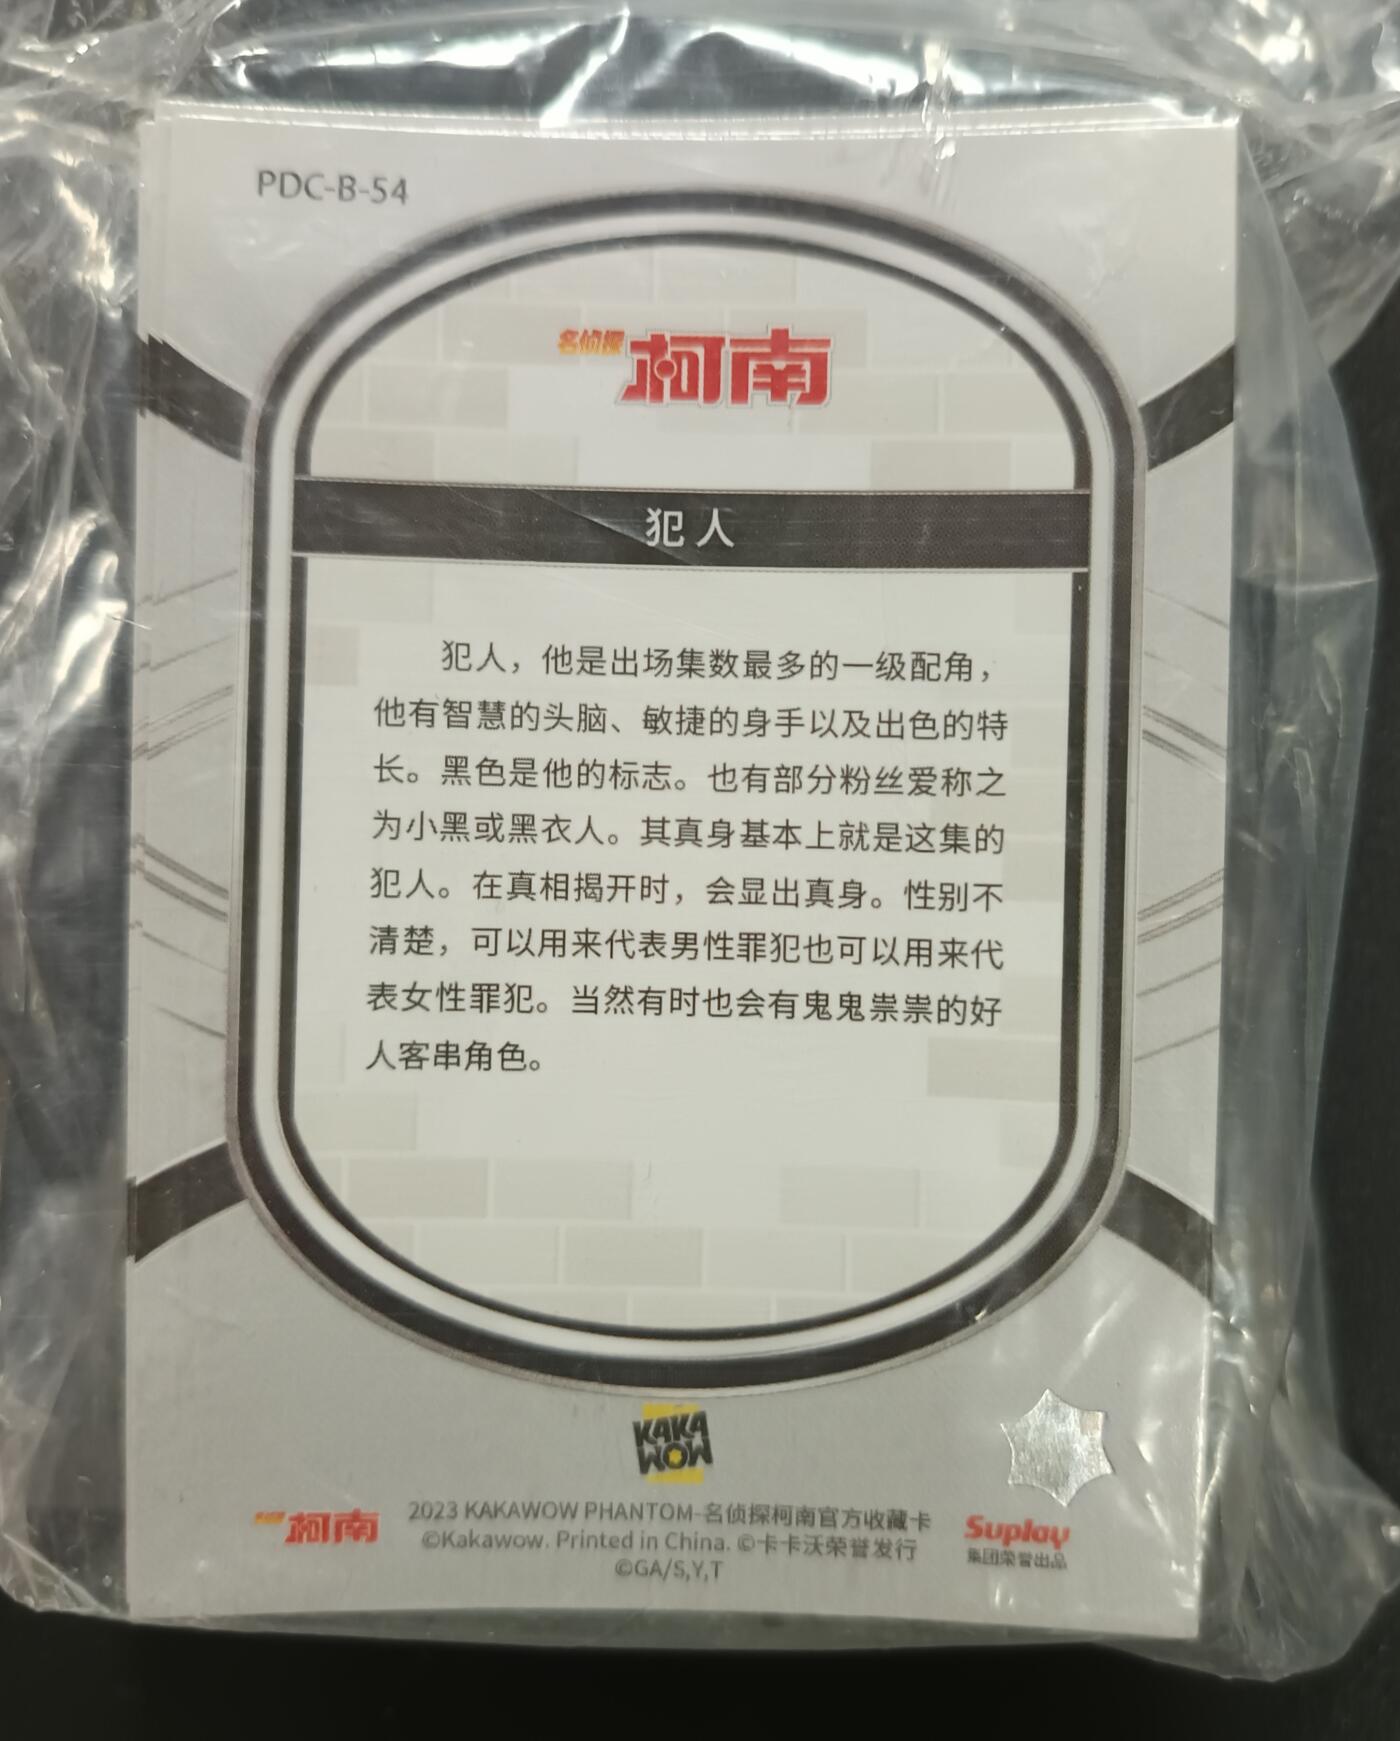 PDC-B-54
名侦探柯南
犯人
犯人，他是出场集数最多的一级配角，
他有智慧的头脑、敏捷的身手以及出色的特
长。黑色是他的标志。也有部分粉丝爱称之
为小黑或黑衣人。其真身基本上就是这集的
犯人。在真相揭开时，会显出真身。性别不
清楚，可以用来代表男性罪犯也可以用来代
表女性罪犯。当然有时也会有鬼鬼祟祟的好
人客串角色。
KAKA
WOW
柯南
2023 KAKAWOW PHANTOM-名侦探柯南官方收藏卡
©Kakawow. Printed in China. ©卡卡沃荣誉发行
©GA/S,Y,T
Suplay
集团荣誉出品